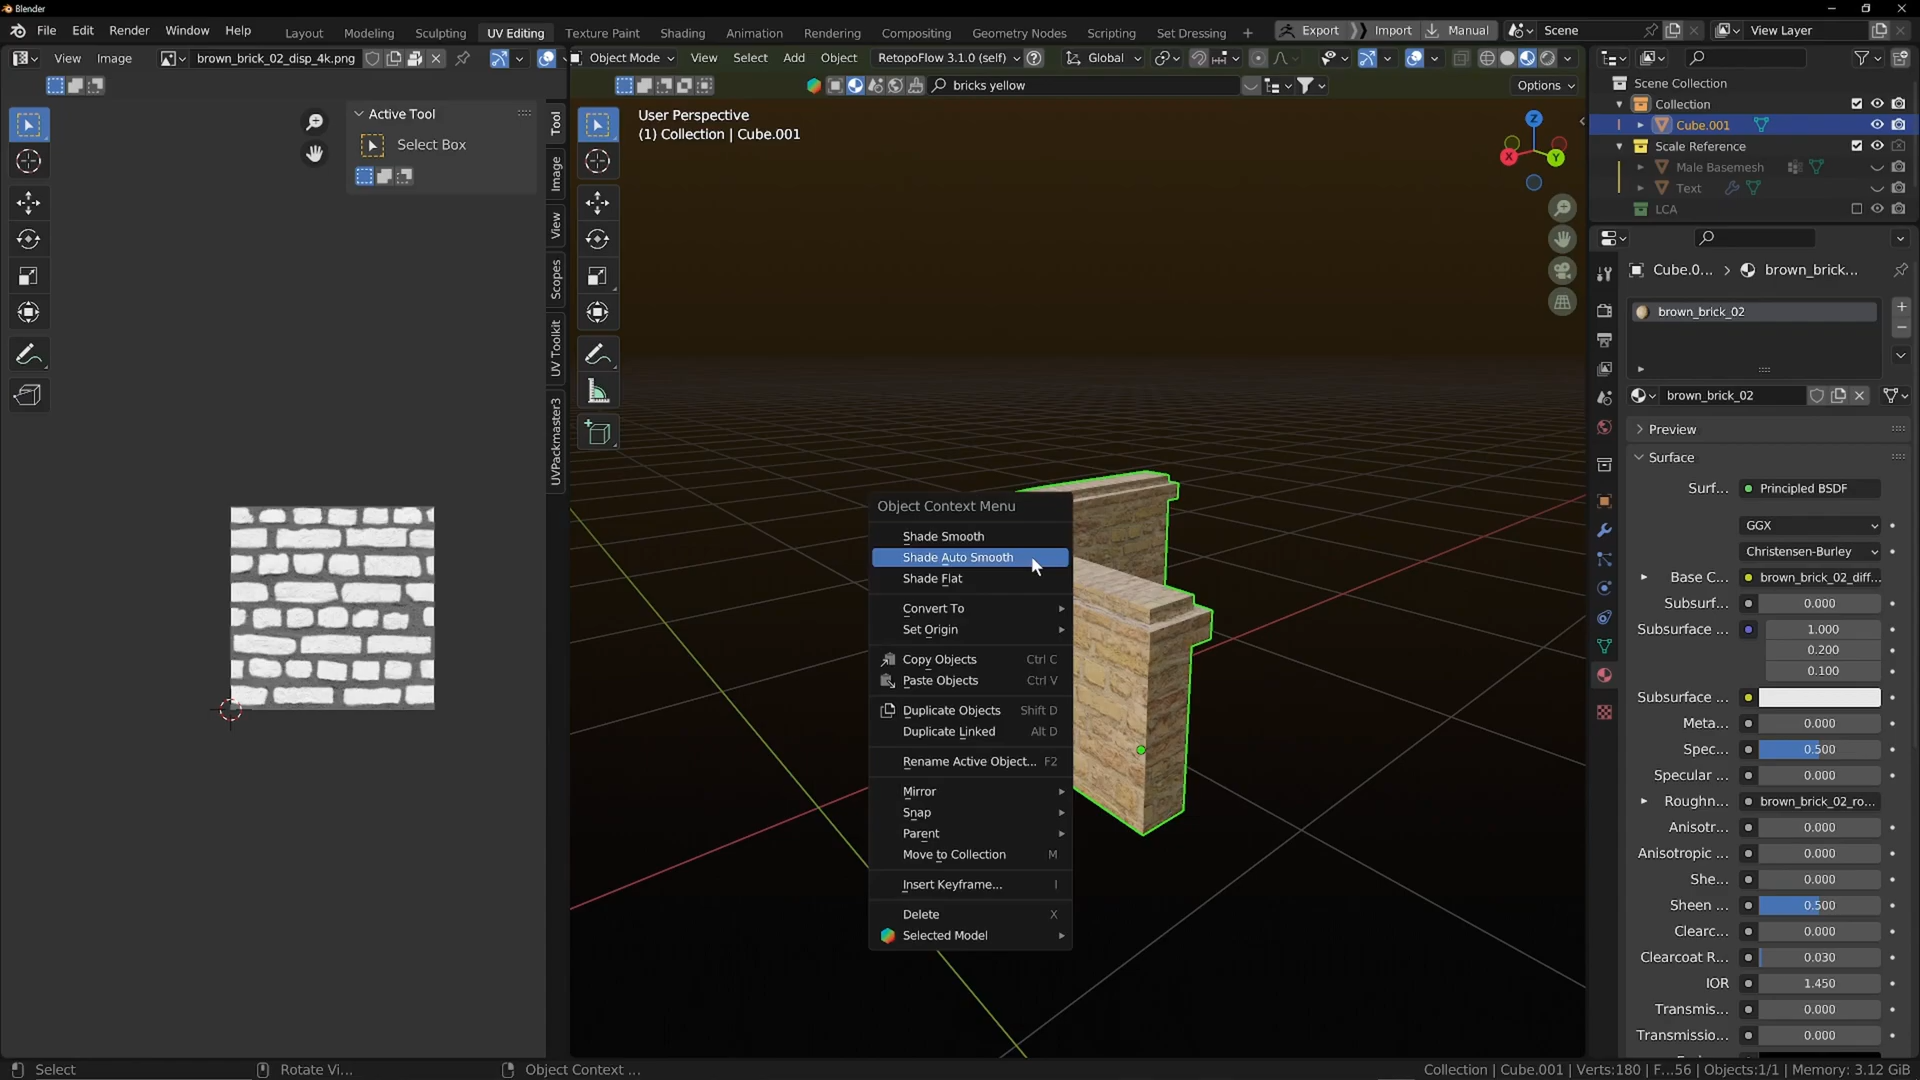 Blender
File Edit Render Window Help Layout Modeling Sculpting UV Editing Texture Paint Shading Animation Rendering Compositing Geometry Nodes Scripting Set Dressing + Export Import Manual Scene View Layer
View Image brown_brick_02_disp_4k.png Object Mode View Select Add Object RetopoFlow 3.1.0 (self) Global
bricks yellow Options
Active Tool
Select Box
Tool
Image
View
Scopes
UV Toolkit
UVPackmaster3
User Perspective
(1) Collection | Cube.001
Z
X
Y
Object Context Menu
Shade Smooth
Shade Auto Smooth
Shade Flat
Convert To
Set Origin
Copy Objects Ctrl C
Paste Objects Ctrl V
Duplicate Objects Shift D
Duplicate Linked Alt D
Rename Active Object... F2
Mirror
Snap
Parent
Move to Collection M
Insert Keyframe... I
Delete X
Selected Model
Scene Collection
Collection
Cube.001
Scale Reference
Male Basemesh
Text
LCA
Cube.0... brown_brick...
brown_brick_02
brown_brick_02
Preview
Surface
Surf... Principled BSDF
GGX
Christensen-Burley
Base C... brown_brick_02_diff...
Subsurf... 0.000
Subsurface ... 1.000
0.200
0.100
Subsurface ...
Meta... 0.000
Spec... 0.500
Specular ... 0.000
Roughn... brown_brick_02_ro...
Anisotr... 0.000
Anisotropic ... 0.000
She... 0.000
Sheen ... 0.500
Clearc... 0.000
Clearcoat R... 0.030
IOR 1.450
Transmis... 0.000
Transmissio... 0.000
Select Rotate Vi... Object Context ... Collection | Cube.001 | Verts:180 | F...56 | Objects:1/1 | Memory: 3.12 GiB